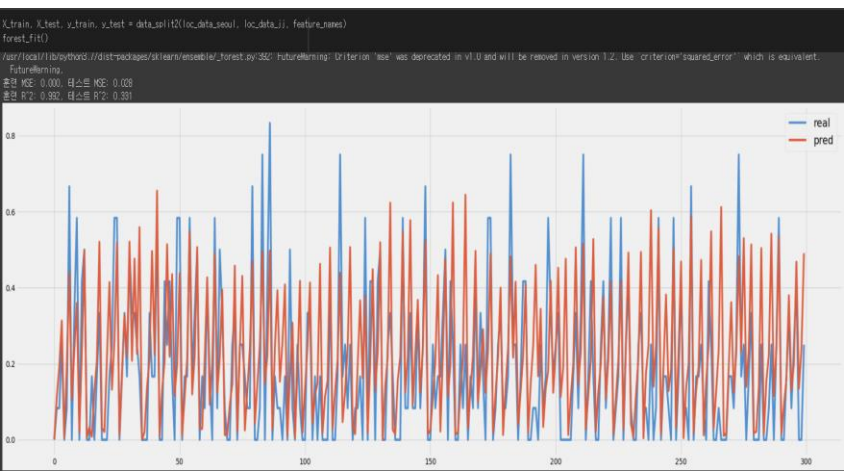 X_train, X_test, y_train, y_test = data_split2(loc_data_seoul, loc_data_jj, feature_names)
forest_fit()
/usr/local/lib/python3.7/dist-packages/sklearn/ensemble/_forest.py:392: FutureWarning: Criterion 'mse' was deprecated in v1.0 and will be removed in version 1.2. Use `criterion='squared_error'` which is equivalent.
FutureWarning,
훈련 MSE: 0.000, 테스트 MSE: 0.028
훈련 R^2: 0.992, 테스트 R^2: 0.331
real
pred
0.8
0.6
0.4
0.2
0.0
0 50 100 150 200 250 300